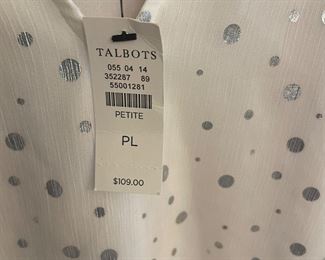 TALBOTS
055 04 14
352287 89
55001281
PETITE
PL
$109.00